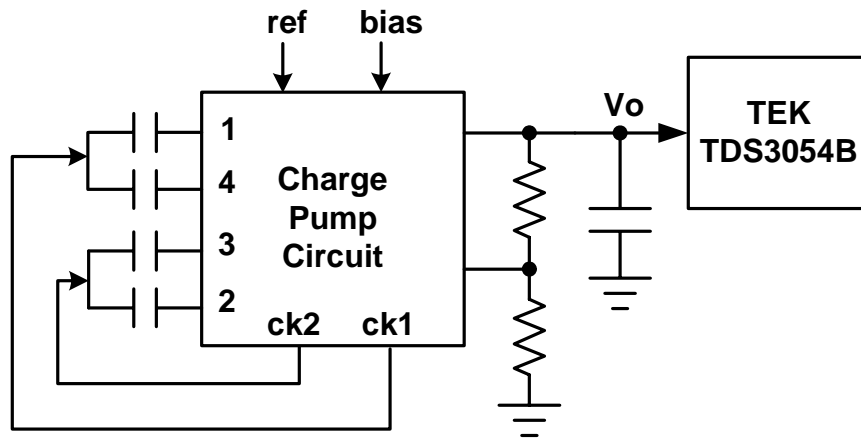 ref
bias
1
4
3
2
Charge
Pump
Circuit
ck2
ck1
Vo
TEK
TDS3054B